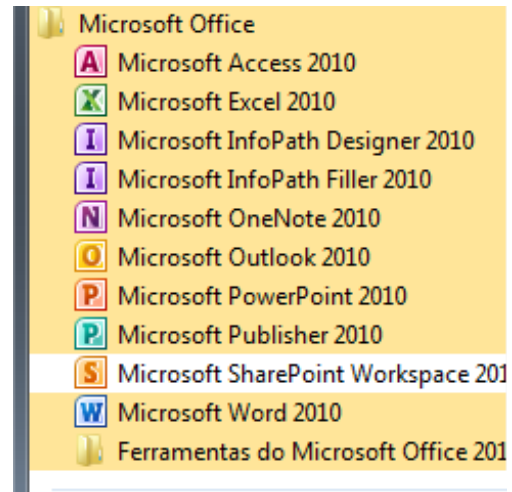 Microsoft Office
A Microsoft Access 2010
X Microsoft Excel 2010
I Microsoft InfoPath Designer 2010
I Microsoft InfoPath Filler 2010
N Microsoft OneNote 2010
O Microsoft Outlook 2010
P Microsoft PowerPoint 2010
P Microsoft Publisher 2010
S Microsoft SharePoint Workspace 201
W Microsoft Word 2010
Ferramentas do Microsoft Office 201